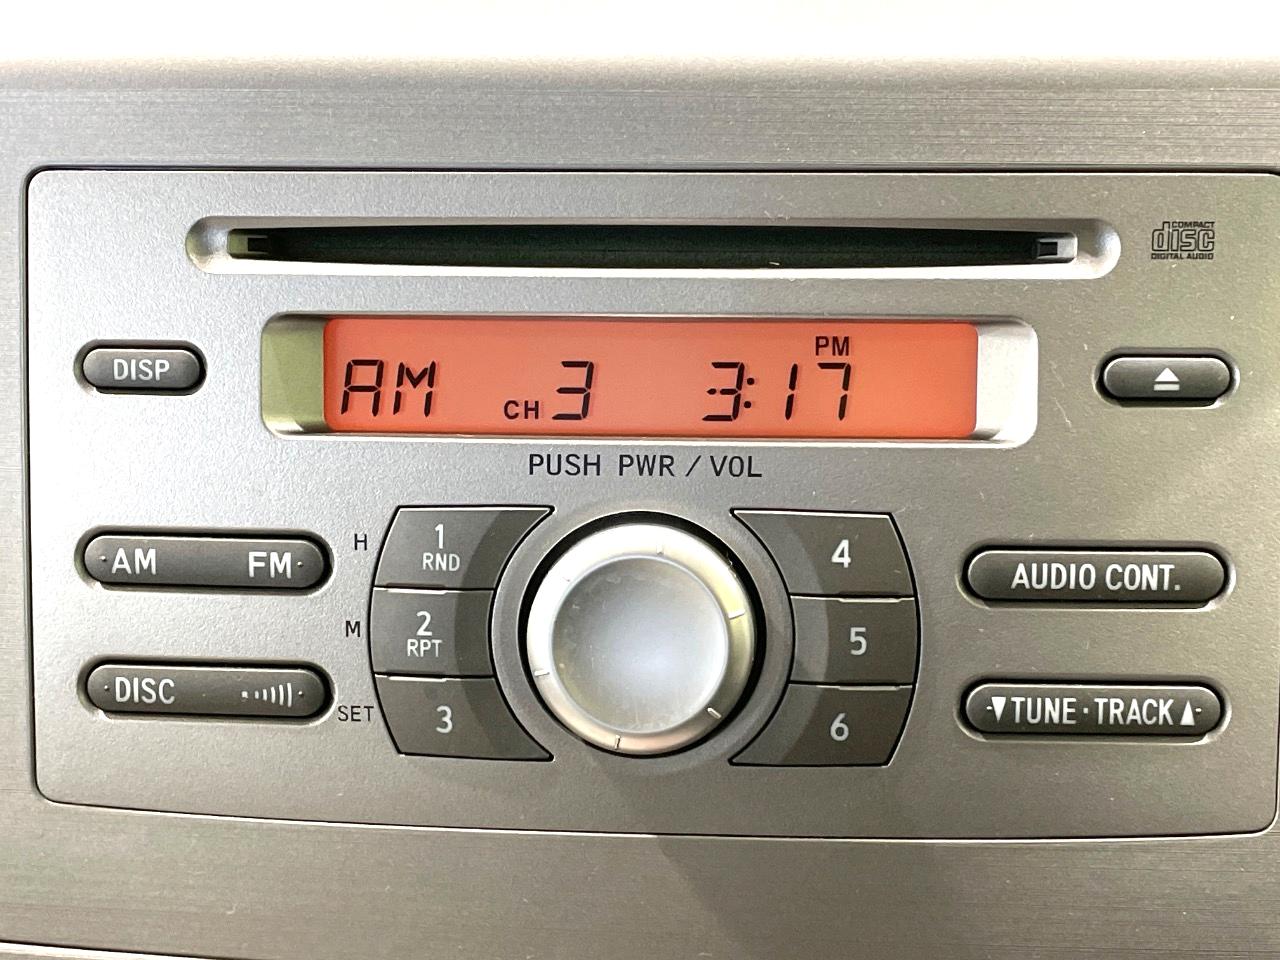 COMPACT
disc
DIGITAL AUDIO
DISP
AM CH 3 PM 3:17
PUSH PWR / VOL
·AM FM·
H
1
RND
4
AUDIO CONT.
M
2
RPT
5
·DISC
SET
3
6
·▼TUNE·TRACK▲·